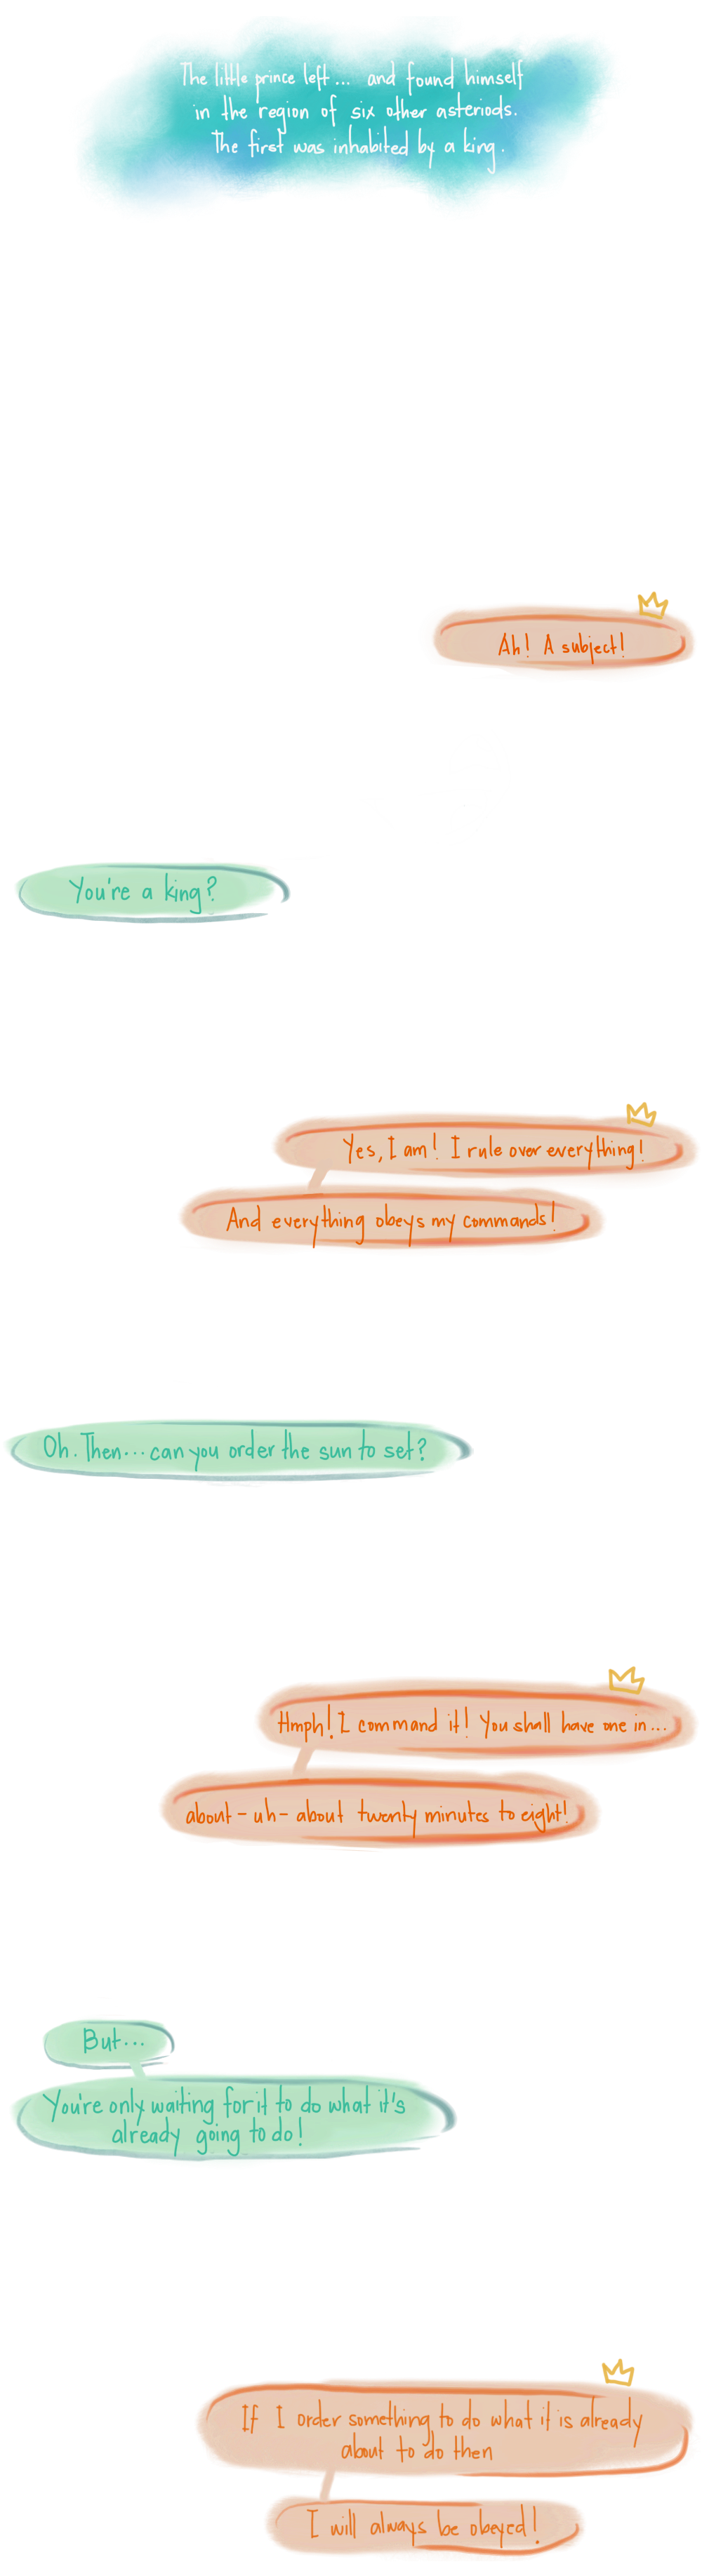 The little prince left... and found himself
in the region of six other asteriods.
The first was inhabited by a king.
Ah! A subject!
You're a king?
Yes, I am! I rule over everything!
And everything obeys my commands!
Oh. Then... can you order the sun to set?
Hmph! I command it! You shall have one in...
about - uh - about twenty minutes to eight!
But...
You're only waiting for it to do what it's
already going to do!
If I order something to do what it is already
about to do then
I will always be obeyed!